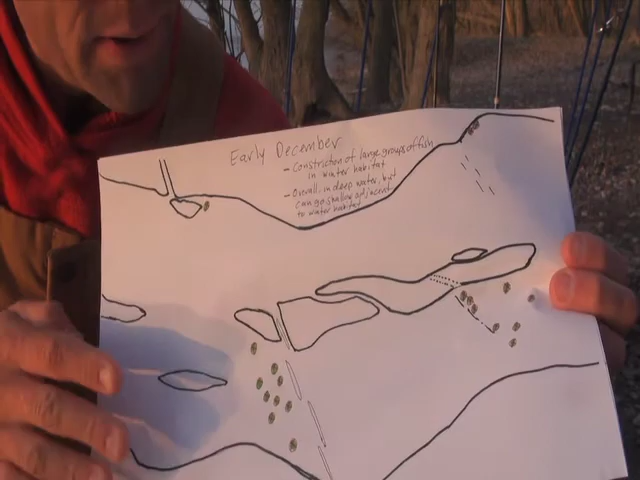 Early December
- Constriction of large groups of fish
in winter habitat
- Overall in deep water, but
can go shallow adjacent
to winter habitat